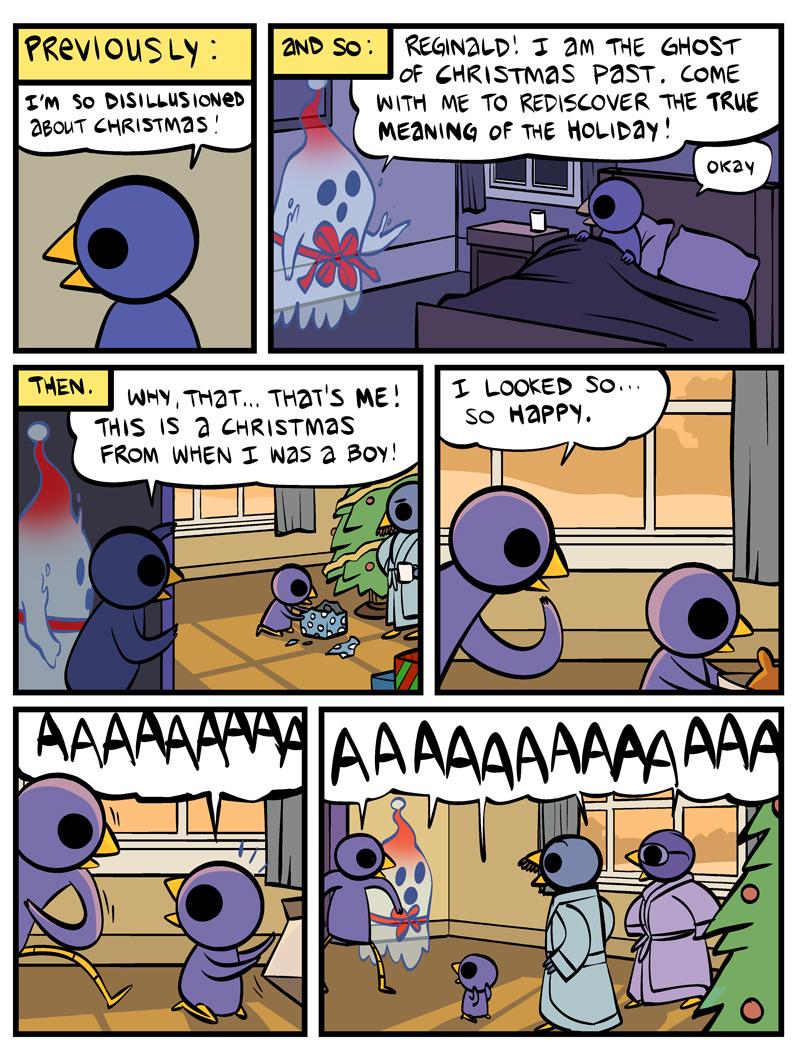 PREVIOUSLY:
I'M SO DISILLUSIONED
ABOUT CHRISTMAS!
AND SO:
REGINALD! I AM THE GHOST
OF CHRISTMAS PAST. COME
WITH ME TO REDISCOVER THE TRUE
MEANING OF THE HOLIDAY!
OKAY
THEN.
WHY, THAT... THAT'S ME!
THIS IS A CHRISTMAS
FROM WHEN I WAS A BOY!
I LOOKED SO...
SO HAPPY.
AAAAAAAAA
AAAAAAAAAAAAA